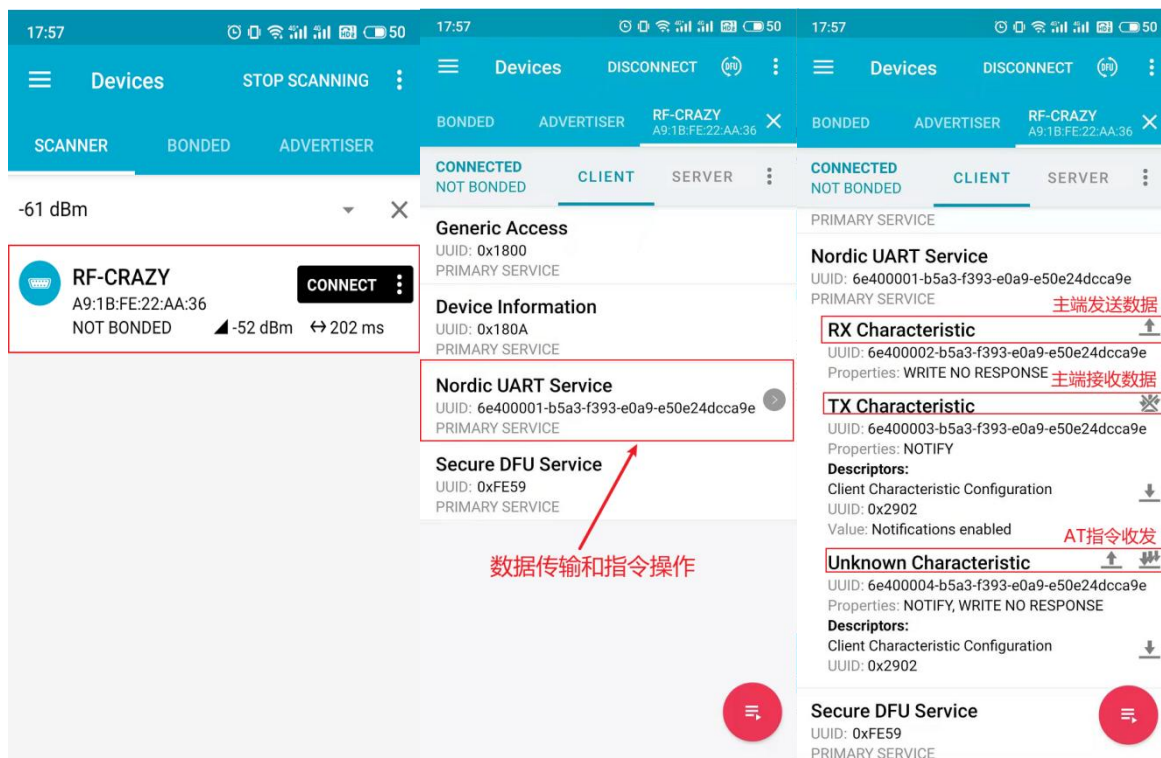 17:57
50
Devices
STOP SCANNING
SCANNER
BONDED
ADVERTISER
-61 dBm
RF-CRAZY
A9:1B:FE:22:AA:36
NOT BONDED
-52 dBm
202 ms
CONNECT
17:57
50
Devices
DISCONNECT
DFU
BONDED
ADVERTISER
RF-CRAZY
A9:1B:FE:22:AA:36
CONNECTED
NOT BONDED
CLIENT
SERVER
Generic Access
UUID: 0x1800
PRIMARY SERVICE
Device Information
UUID: 0x180A
PRIMARY SERVICE
Nordic UART Service
UUID: 6e400001-b5a3-f393-e0a9-e50e24dcca9e
PRIMARY SERVICE
Secure DFU Service
UUID: 0xFE59
PRIMARY SERVICE
数据传输和指令操作
17:57
50
Devices
DISCONNECT
DFU
BONDED
ADVERTISER
RF-CRAZY
A9:1B:FE:22:AA:36
CONNECTED
NOT BONDED
CLIENT
SERVER
PRIMARY SERVICE
Nordic UART Service
UUID: 6e400001-b5a3-f393-e0a9-e50e24dcca9e
PRIMARY SERVICE
主端发送数据
RX Characteristic
UUID: 6e400002-b5a3-f393-e0a9-e50e24dcca9e
Properties: WRITE NO RESPONSE
主端接收数据
TX Characteristic
UUID: 6e400003-b5a3-f393-e0a9-e50e24dcca9e
Properties: NOTIFY
Descriptors:
Client Characteristic Configuration
UUID: 0x2902
Value: Notifications enabled
AT指令收发
Unknown Characteristic
UUID: 6e400004-b5a3-f393-e0a9-e50e24dcca9e
Properties: NOTIFY, WRITE NO RESPONSE
Descriptors:
Client Characteristic Configuration
UUID: 0x2902
Secure DFU Service
UUID: 0xFE59
PRIMARY SERVICE